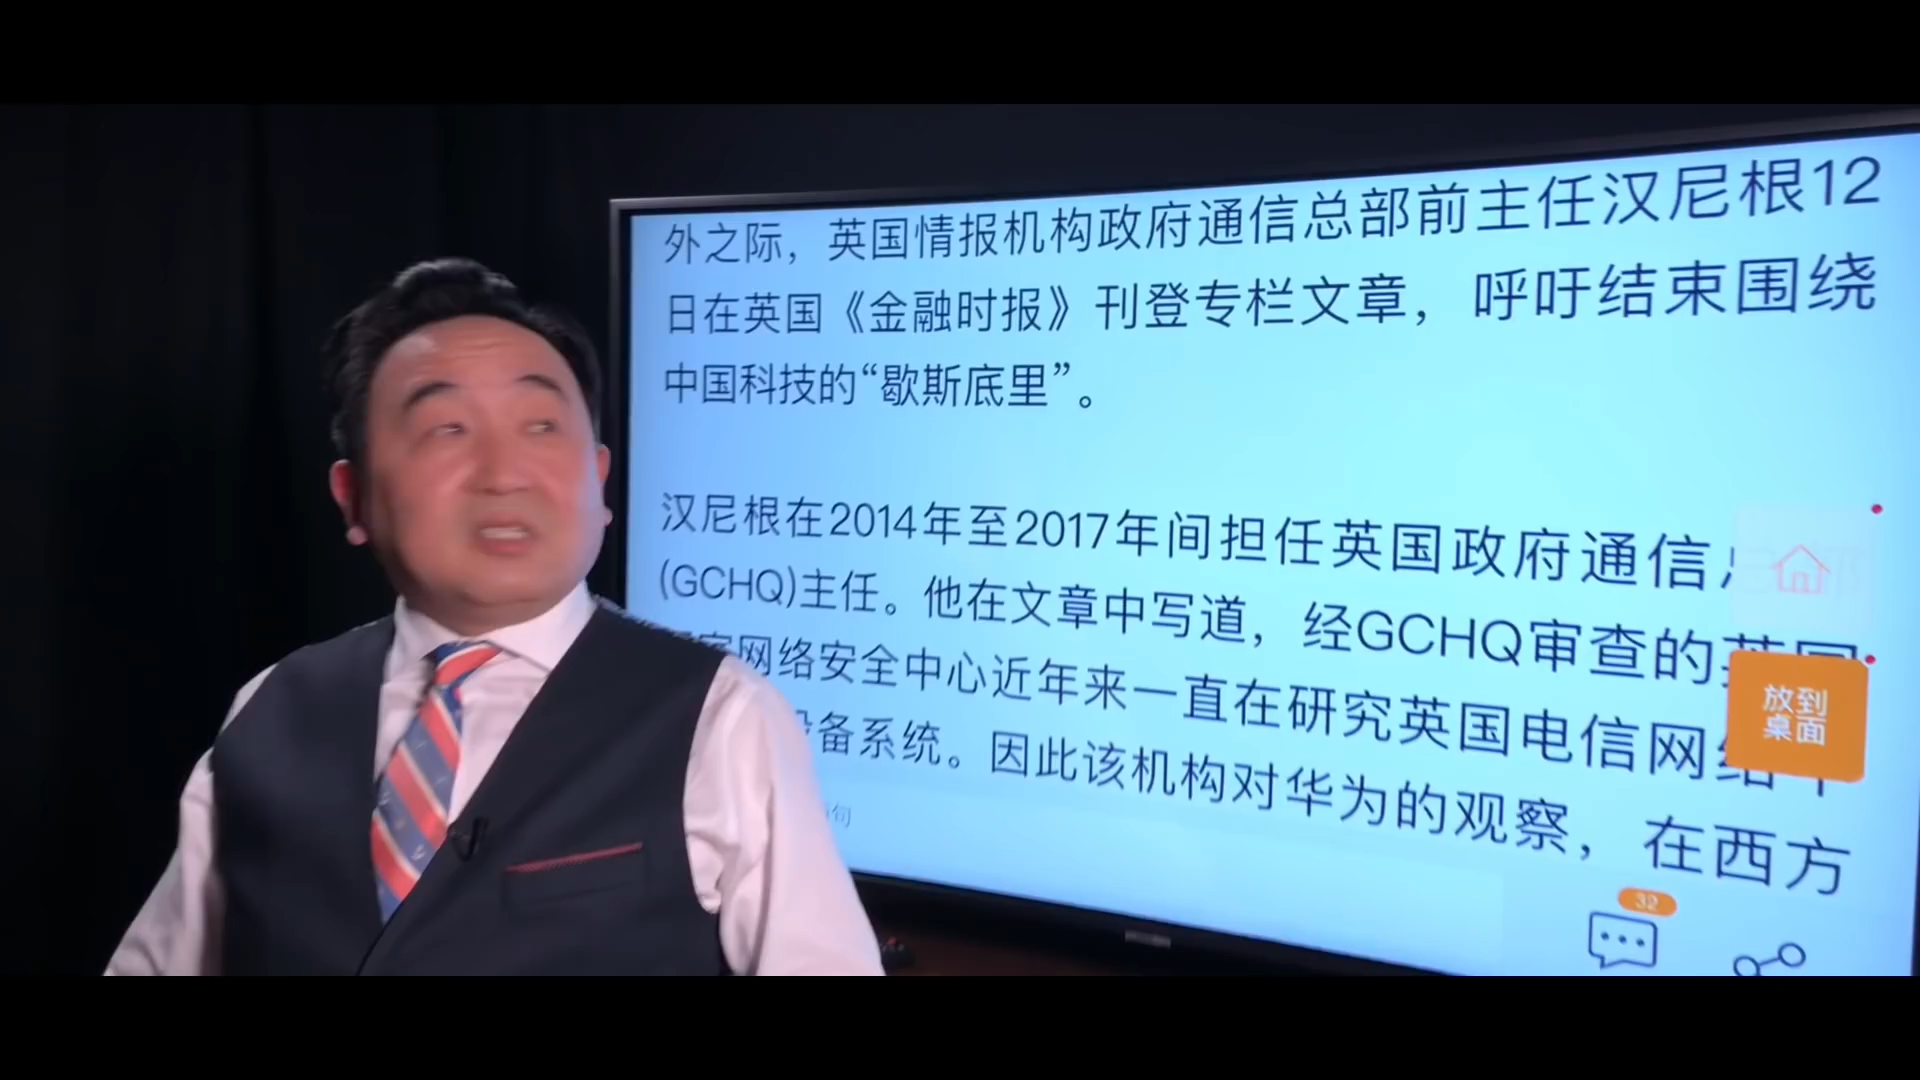 外之际，英国情报机构政府通信总部前主任汉尼根12
日在英国《金融时报》刊登专栏文章，呼吁结束围绕
中国科技的“歇斯底里”。
汉尼根在2014年至2017年间担任英国政府通信
(GCHQ)主任。他在文章中写道，经GCHQ审查的英国
网络安全中心近年来一直在研究英国电信网络中
设备系统。因此该机构对华为的观察，在西方
句
放到
桌面
32